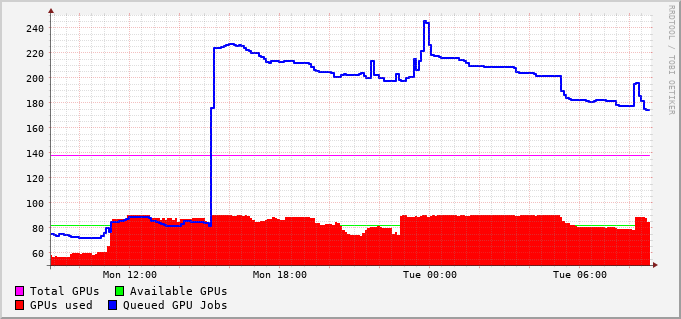 RRDTOOL / TOBI OETIKER
240
220
200
180
160
140
120
100
80
60
Mon 12:00 Mon 18:00 Tue 00:00 Tue 06:00
Total GPUs Available GPUs
GPUs used Queued GPU Jobs